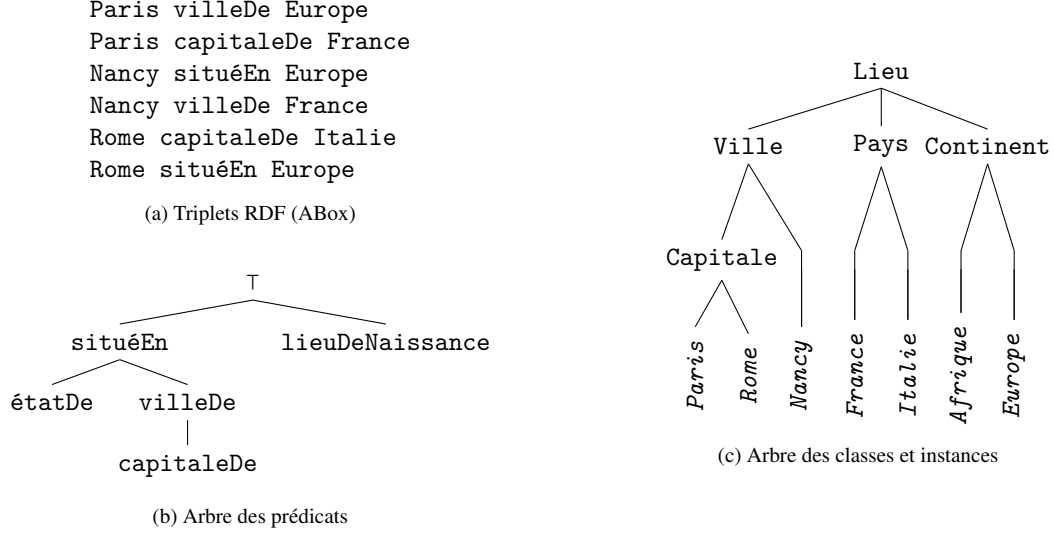 Paris villeDe Europe
Paris capitaleDe France
Nancy situéEn Europe
Nancy villeDe France
Rome capitaleDe Italie
Rome situéEn Europe
(a) Triplets RDF (ABox)
⊤
situéEn lieuDeNaissance
étatDe villeDe
capitaleDe
(b) Arbre des prédicats
Lieu
Ville Pays Continent
Capitale
Paris
Rome
Nancy
France
Italie
Afrique
Europe
(c) Arbre des classes et instances